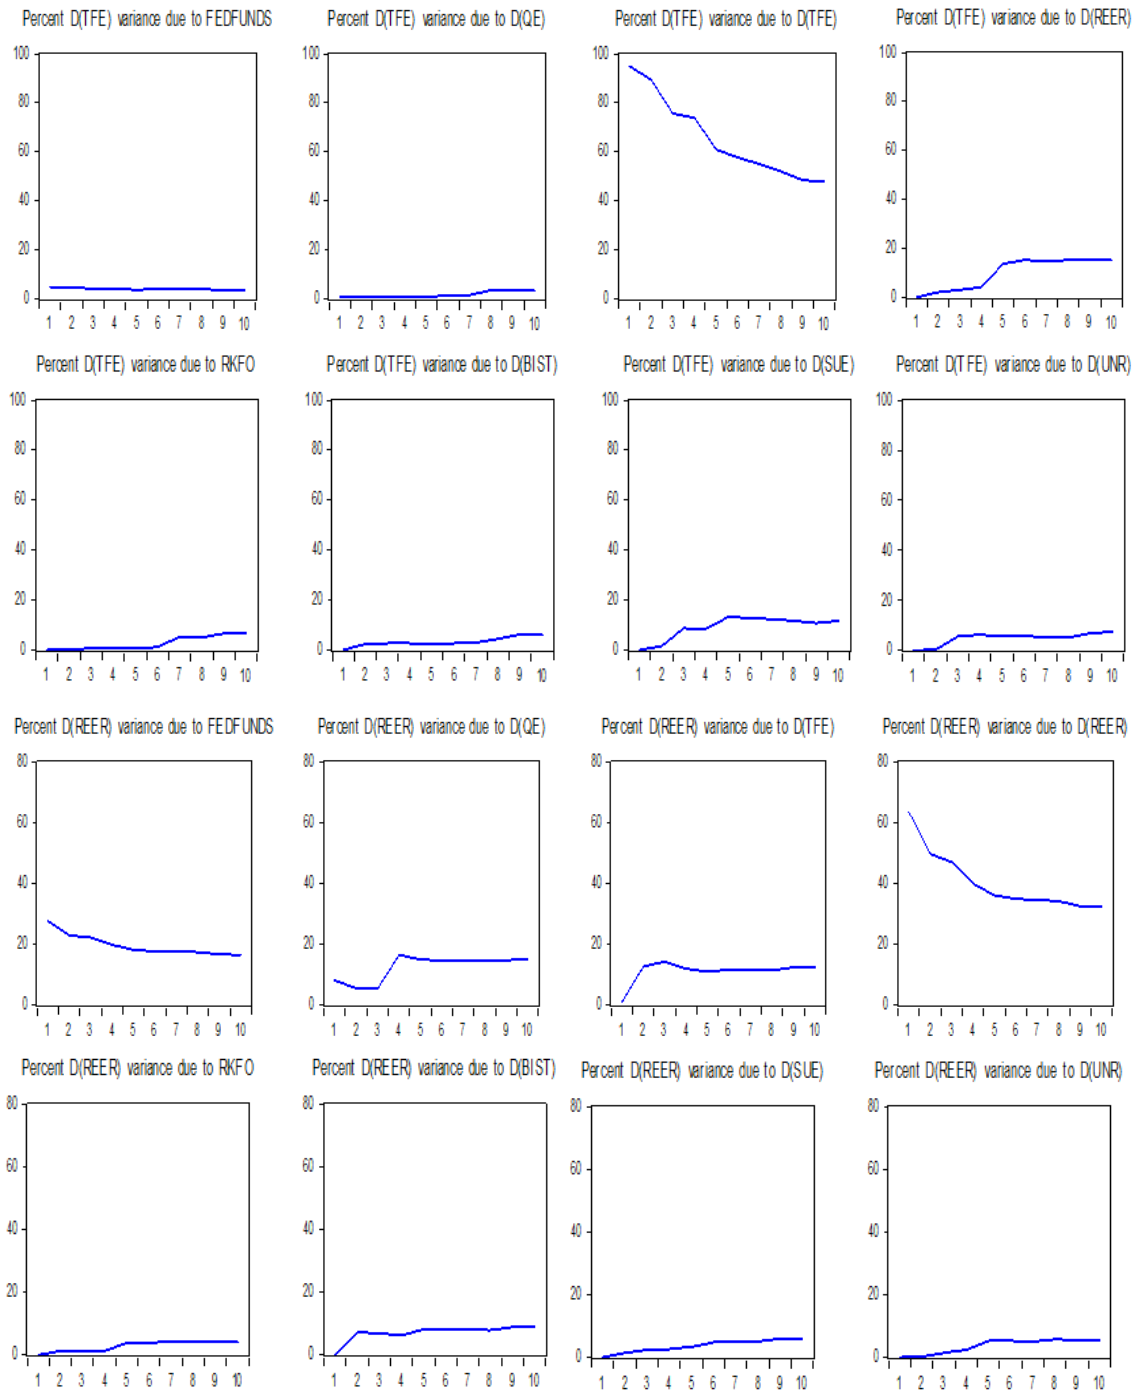 Percent D(TFE) variance due to FEDFUNDS
100
80
60
40
20
0
1 2 3 4 5 6 7 8 9 10
Percent D(TFE) variance due to D(QE)
100
80
60
40
20
0
1 2 3 4 5 6 7 8 9 10
Percent D(TFE) variance due to D(TFE)
100
80
60
40
20
0
1 2 3 4 5 6 7 8 9 10
Percent D(TFE) variance due to D(REER)
100
80
60
40
20
0
1 2 3 4 5 6 7 8 9 10
Percent D(TFE) variance due to RKFO
100
80
60
40
20
0
1 2 3 4 5 6 7 8 9 10
Percent D(TFE) variance due to D(BIST)
100
80
60
40
20
0
1 2 3 4 5 6 7 8 9 10
Percent D(TFE) variance due to D(SUE)
100
80
60
40
20
0
1 2 3 4 5 6 7 8 9 10
Percent D(TFE) variance due to D(UNR)
100
80
60
40
20
0
1 2 3 4 5 6 7 8 9 10
Percent D(REER) variance due to FEDFUNDS
80
60
40
20
0
1 2 3 4 5 6 7 8 9 10
Percent D(REER) variance due to D(QE)
80
60
40
20
0
1 2 3 4 5 6 7 8 9 10
Percent D(REER) variance due to D(TFE)
80
60
40
20
0
1 2 3 4 5 6 7 8 9 10
Percent D(REER) variance due to D(REER)
80
60
40
20
0
1 2 3 4 5 6 7 8 9 10
Percent D(REER) variance due to RKFO
80
60
40
20
0
1 2 3 4 5 6 7 8 9 10
Percent D(REER) variance due to D(BIST)
80
60
40
20
0
1 2 3 4 5 6 7 8 9 10
Percent D(REER) variance due to D(SUE)
80
60
40
20
0
1 2 3 4 5 6 7 8 9 10
Percent D(REER) variance due to D(UNR)
80
60
40
20
0
1 2 3 4 5 6 7 8 9 10